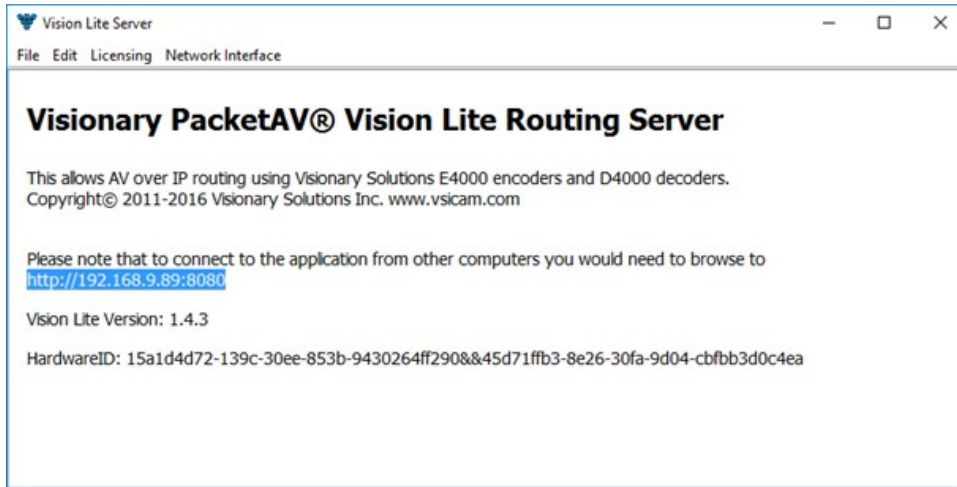 Vision Lite Server
File Edit Licensing Network Interface
Visionary PacketAV® Vision Lite Routing Server
This allows AV over IP routing using Visionary Solutions E4000 encoders and D4000 decoders.
Copyright© 2011-2016 Visionary Solutions Inc. www.vsicam.com
Please note that to connect to the application from other computers you would need to browse to
http://192.168.9.89:8080
Vision Lite Version: 1.4.3
HardwareID: 15a1d4d72-139c-30ee-853b-9430264ff290&&45d71ffb3-8e26-30fa-9d04-cbfbb3d0c4ea